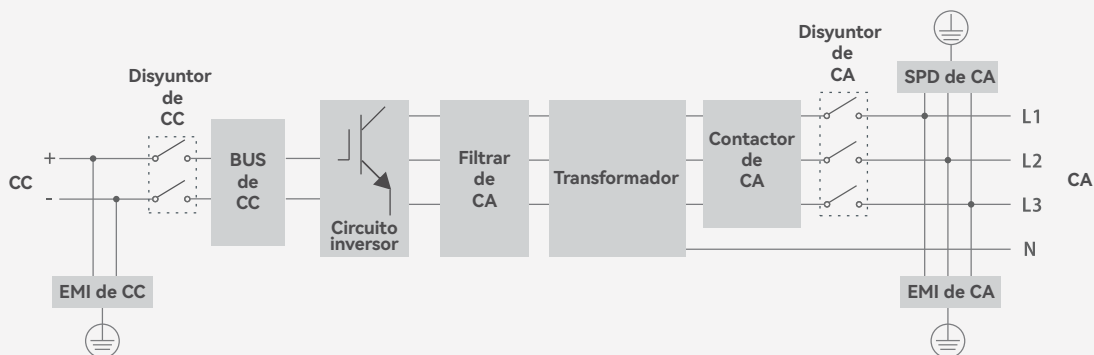 Disyuntor
de
CC
+
CC
-
EMI de CC
BUS
de
CC
Circuito
inversor
Filtrar
de
CA
Transformador
Contactor
de
CA
Disyuntor
de
CA
SPD de CA
L1
L2
L3
N
CA
EMI de CA